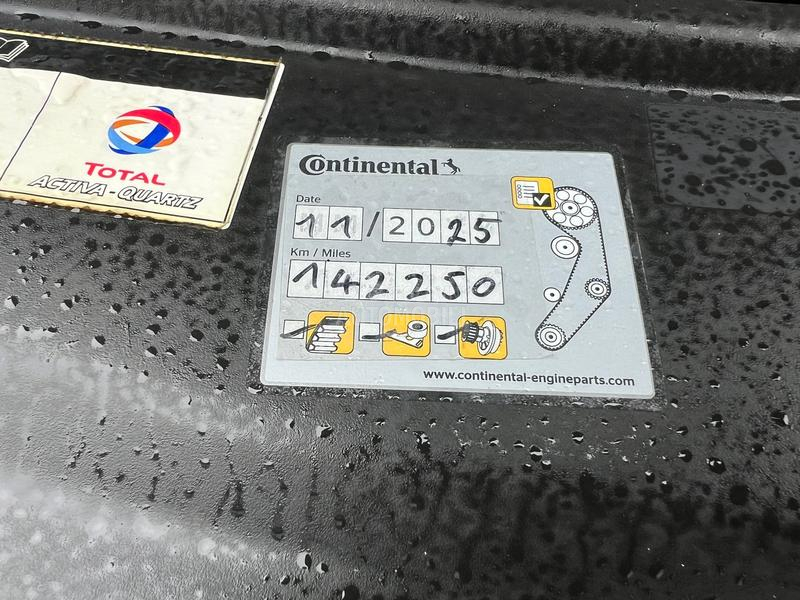 TOTAL
ACTIVA - QUARTZ
Continental
Date
11/2025
Km / Miles
142250
www.continental-engineparts.com